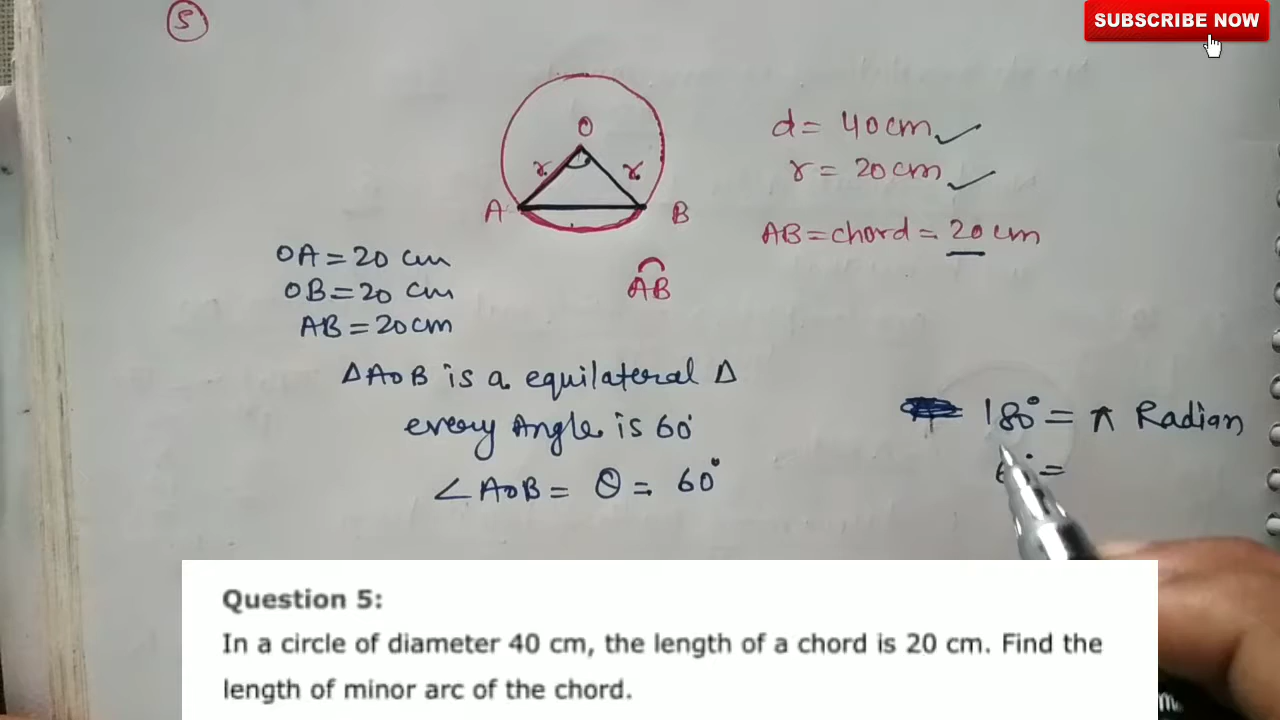 SUBSCRIBE NOW
5
O
r r
A B
d = 40cm
r = 20cm
AB = chord = 20 cm
AB
OA = 20 cm
OB = 20 cm
AB = 20cm
ΔAOB is a equilateral Δ
every Angle is 60°
∠AOB = θ = 60°
180° = π Radian
Question 5:
In a circle of diameter 40 cm, the length of a chord is 20 cm. Find the
length of minor arc of the chord.